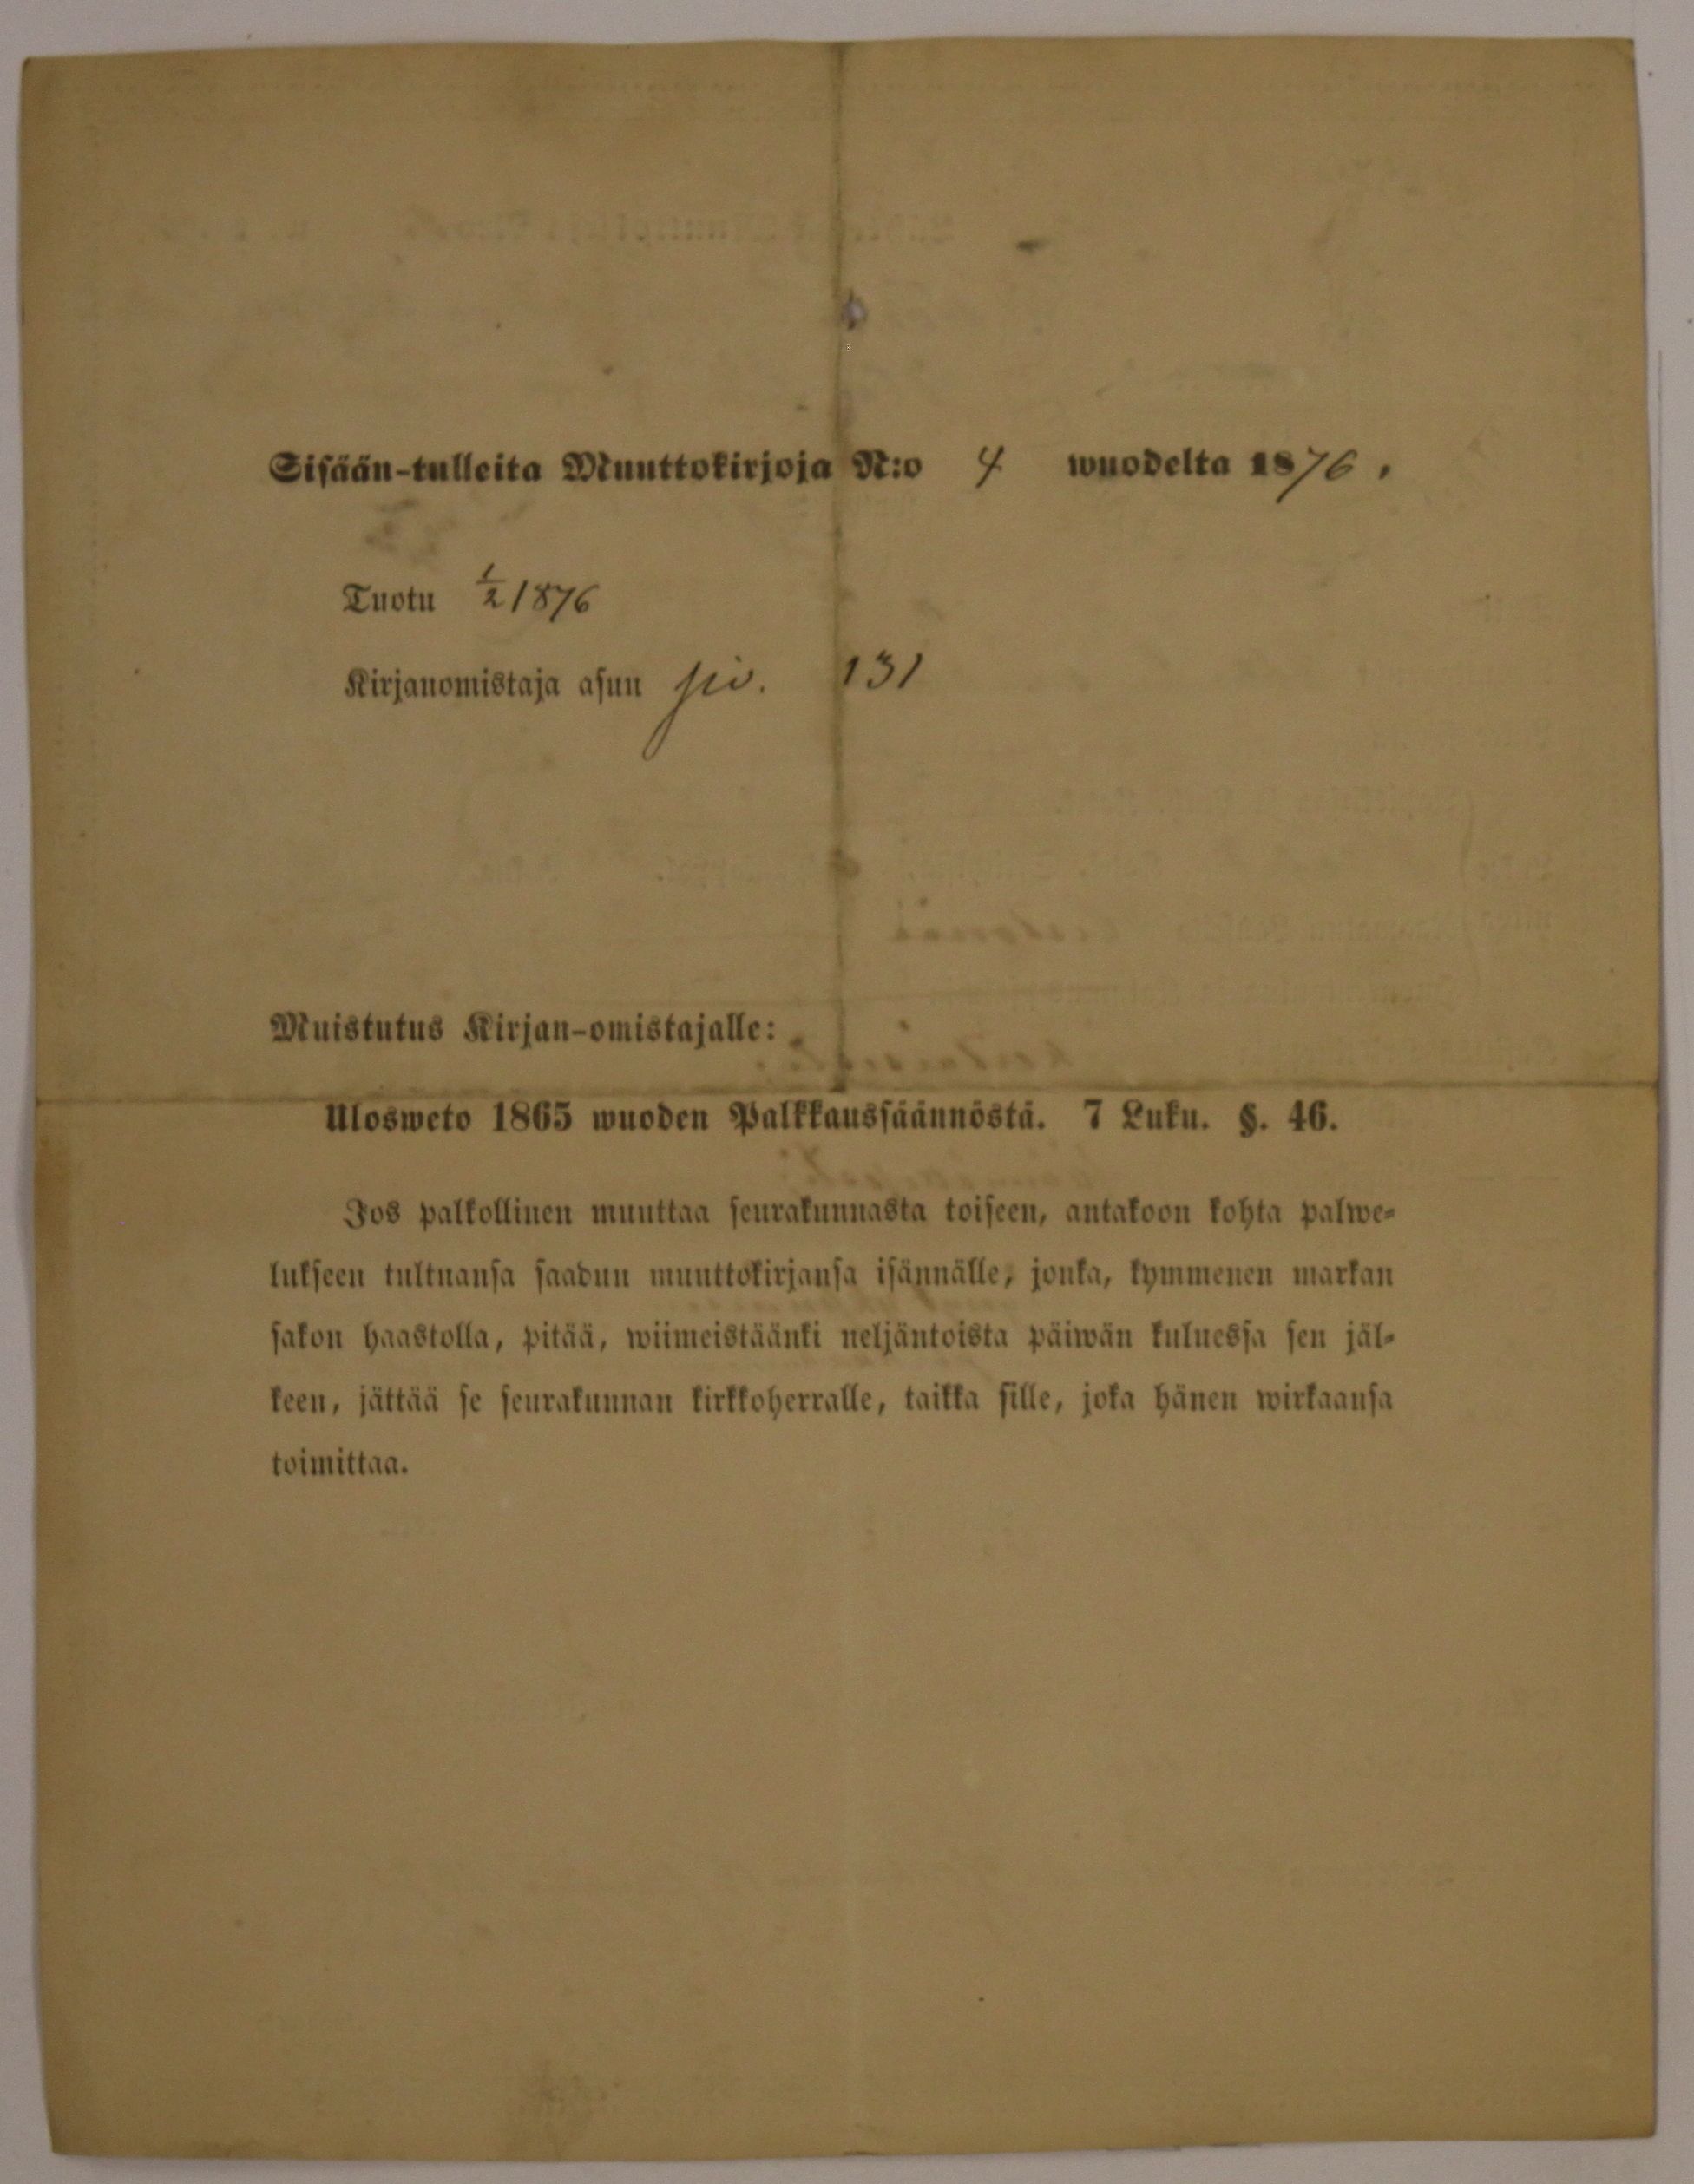 Sisään-tulleita Muuttokirjoja N:o 4 wuodelta 1876.
Tuotu 1/2 1876
Kirjanomistaja asuu siv. 131
Muistutus Kirjan-omistajalle:
Ulosweto 1865 wuoden Palkkaussäännöstä. 7 Luku. §. 46.
Jos palkollinen muuttaa seurakunnasta toiseen, antakoon kohta palwe-
lukseen tultuansa saadun muuttokirjansa isännälle, jonka, kymmenen markan
sakon haastolla, pitää, wiimeistäänki neljäntoista päiwän kuluessa sen jäl-
keen, jättää se seurakunnan kirkkoherralle, taikka sille, joka hänen wirkaansa
toimittaa.